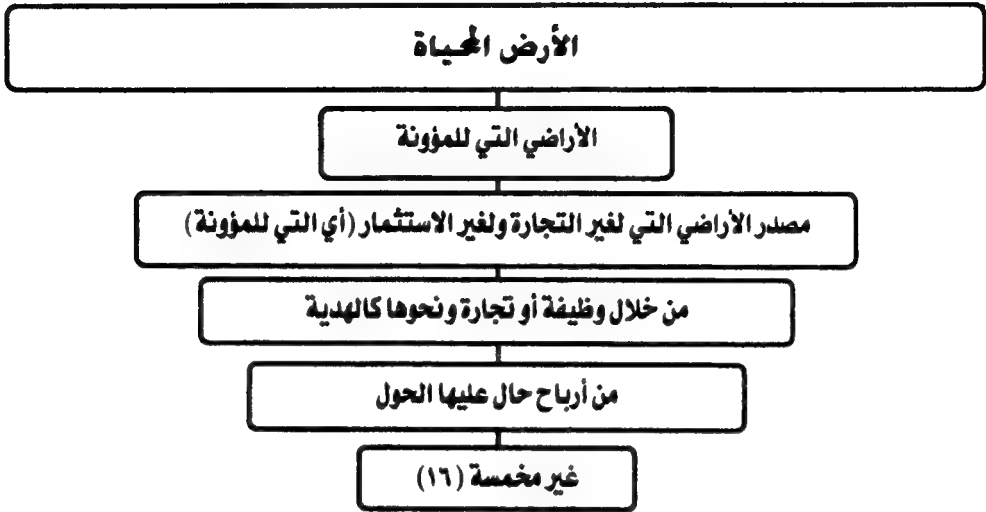 الأرض المحياة
الأراضي التي للمؤونة
مصدر الأراضي التي لغير التجارة ولغير الاستثمار (أي التي للمؤونة)
من خلال وظيفة أو تجارة ونحوها كالهدية
من أرباح حال عليها الحول
غير مخمسة (١٦)